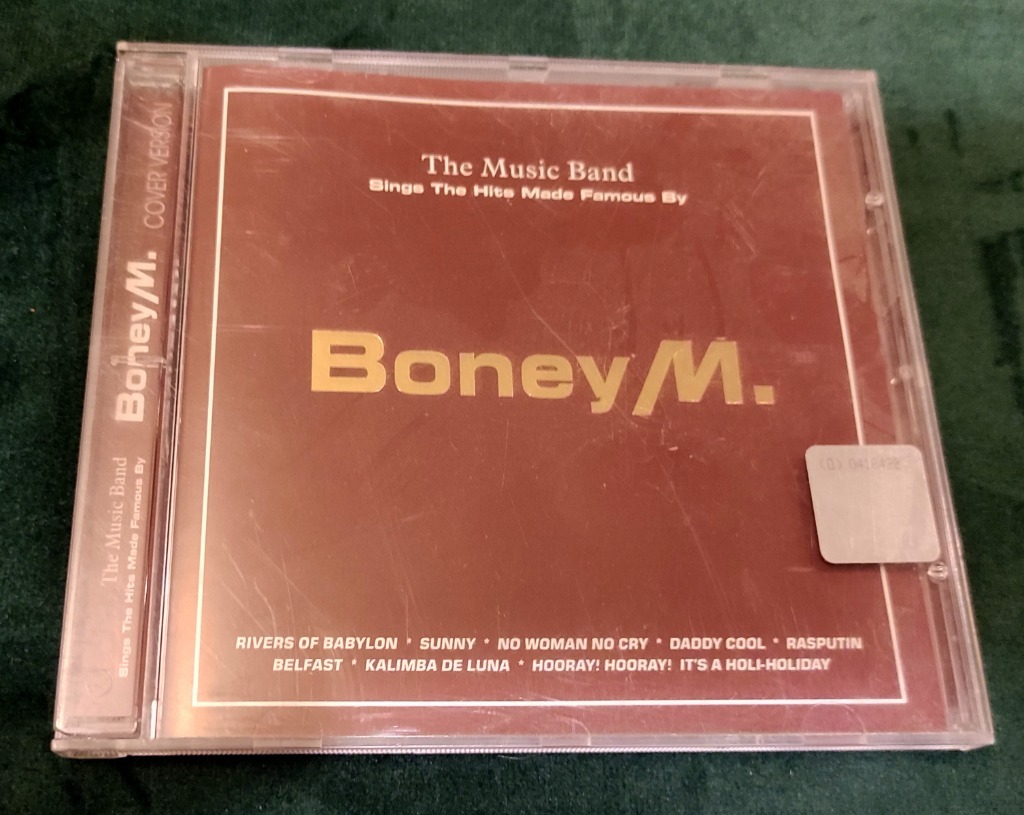 The Music Band
Sings The Hits Made Famous By
Boney M.
RIVERS OF BABYLON * SUNNY * NO WOMAN NO CRY * DADDY COOL * RASPUTIN
BELFAST * KALIMBA DE LUNA * HOORAY! HOORAY! IT'S A HOLI-HOLIDAY
The Music Band
Sings The Hits Made Famous By
Boney M.
COVER VERSION